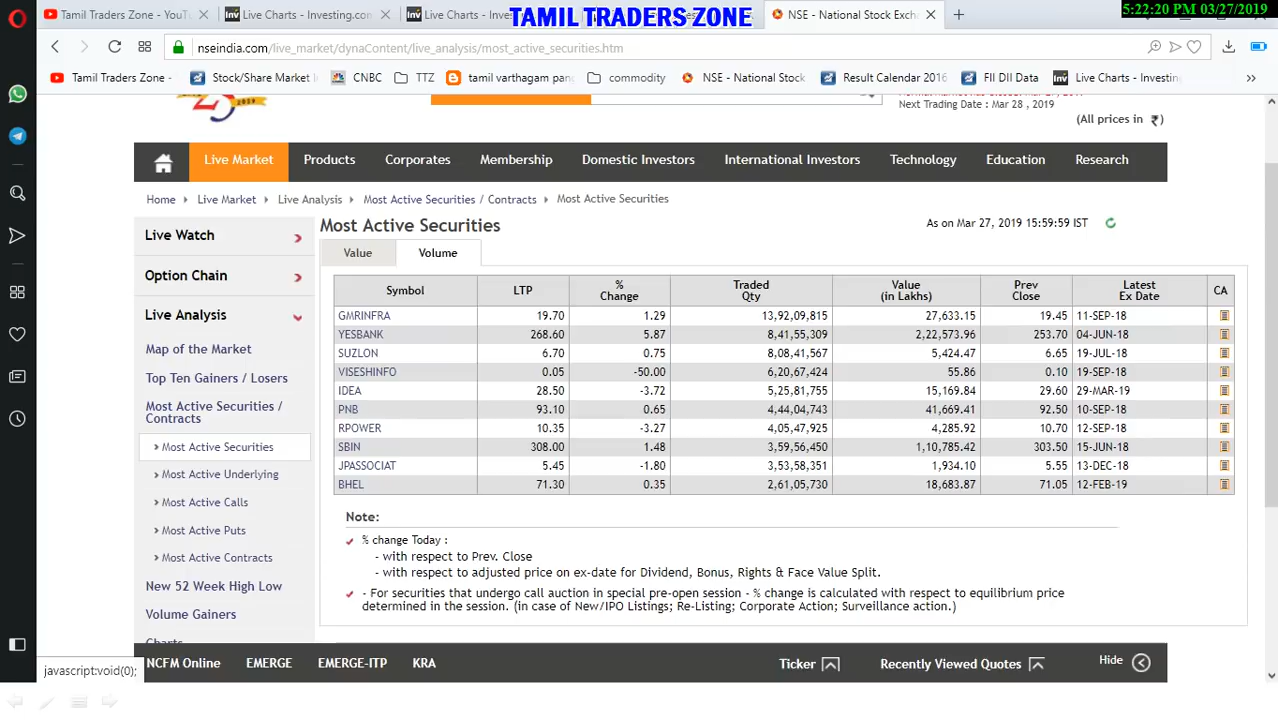 Tamil Traders Zone - YouT
Live Charts - Investing.com
Live Charts - Inves
TAMIL TRADERS ZONE
NSE - National Stock Excha
5:22:20 PM 03/27/2019
nseindia.com/live_market/dynaContent/live_analysis/most_active_securities.htm
Tamil Traders Zone -
Stock/Share Market
CNBC
TTZ
tamil varthagam pan
commodity
NSE - National Stock
Result Calendar 2016
FII DII Data
Live Charts - Investin
Next Trading Date : Mar 28 , 2019
(All prices in ₹)
Live Market Products Corporates Membership Domestic Investors International Investors Technology Education Research
Home Live Market Live Analysis Most Active Securities / Contracts Most Active Securities
Live Watch
Option Chain
Live Analysis
Map of the Market
Top Ten Gainers / Losers
Most Active Securities /
Contracts
Most Active Securities
Most Active Underlying
Most Active Calls
Most Active Puts
Most Active Contracts
New 52 Week High Low
Volume Gainers
Charts
Most Active Securities
As on Mar 27, 2019 15:59:59 IST
Value Volume
Symbol LTP % Change Traded Qty Value (in Lakhs) Prev Close Latest Ex Date CA
GMRINFRA 19.70 1.29 13,92,09,815 27,633.15 19.45 11-SEP-18
YESBANK 268.60 5.87 8,41,55,309 2,22,573.96 253.70 04-JUN-18
SUZLON 6.70 0.75 8,08,41,567 5,424.47 6.65 19-JUL-18
VISESHINFO 0.05 -50.00 6,20,67,424 55.86 0.10 19-SEP-18
IDEA 28.50 -3.72 5,25,81,755 15,169.84 29.60 29-MAR-19
PNB 93.10 0.65 4,44,04,743 41,669.41 92.50 10-SEP-18
RPOWER 10.35 -3.27 4,05,47,925 4,285.92 10.70 12-SEP-18
SBIN 308.00 1.48 3,59,56,450 1,10,785.42 303.50 15-JUN-18
JPASSOCIAT 5.45 -1.80 3,53,58,351 1,934.10 5.55 13-DEC-18
BHEL 71.30 0.35 2,61,05,730 18,683.87 71.05 12-FEB-19
Note:
% change Today :
- with respect to Prev. Close
- with respect to adjusted price on ex-date for Dividend, Bonus, Rights & Face Value Split.
- For securities that undergo call auction in special pre-open session - % change is calculated with respect to equilibrium price
determined in the session. (in case of New/IPO Listings; Re-Listing; Corporate Action; Surveillance action.)
javascript:void(0);
NCFM Online EMERGE EMERGE-ITP KRA Ticker Recently Viewed Quotes Hide